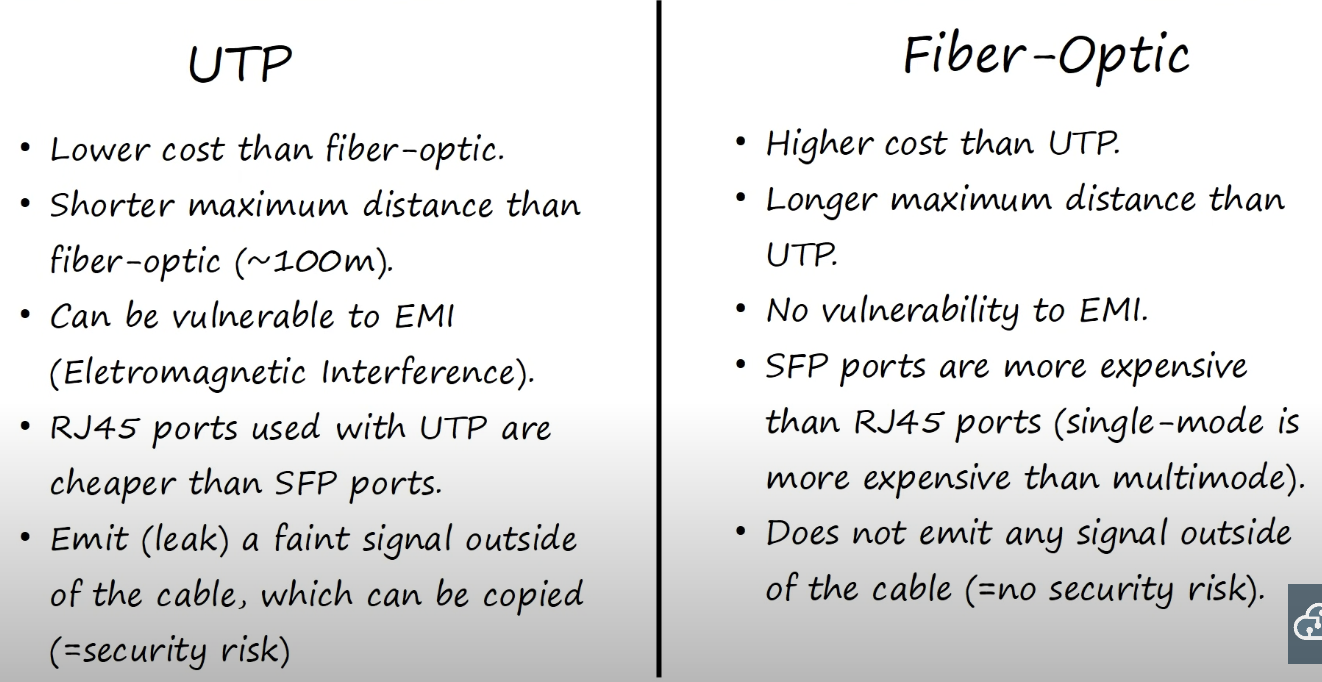 UTP
• Lower cost than fiber-optic.
• Shorter maximum distance than
fiber-optic (~100m).
• Can be vulnerable to EMI
(Eletromagnetic Interference).
• RJ45 ports used with UTP are
cheaper than SFP ports.
• Emit (leak) a faint signal outside
of the cable, which can be copied
(=security risk)
Fiber-Optic
• Higher cost than UTP.
• Longer maximum distance than
UTP.
• No vulnerability to EMI.
• SFP ports are more expensive
than RJ45 ports (single-mode is
more expensive than multimode).
• Does not emit any signal outside
of the cable (=no security risk).